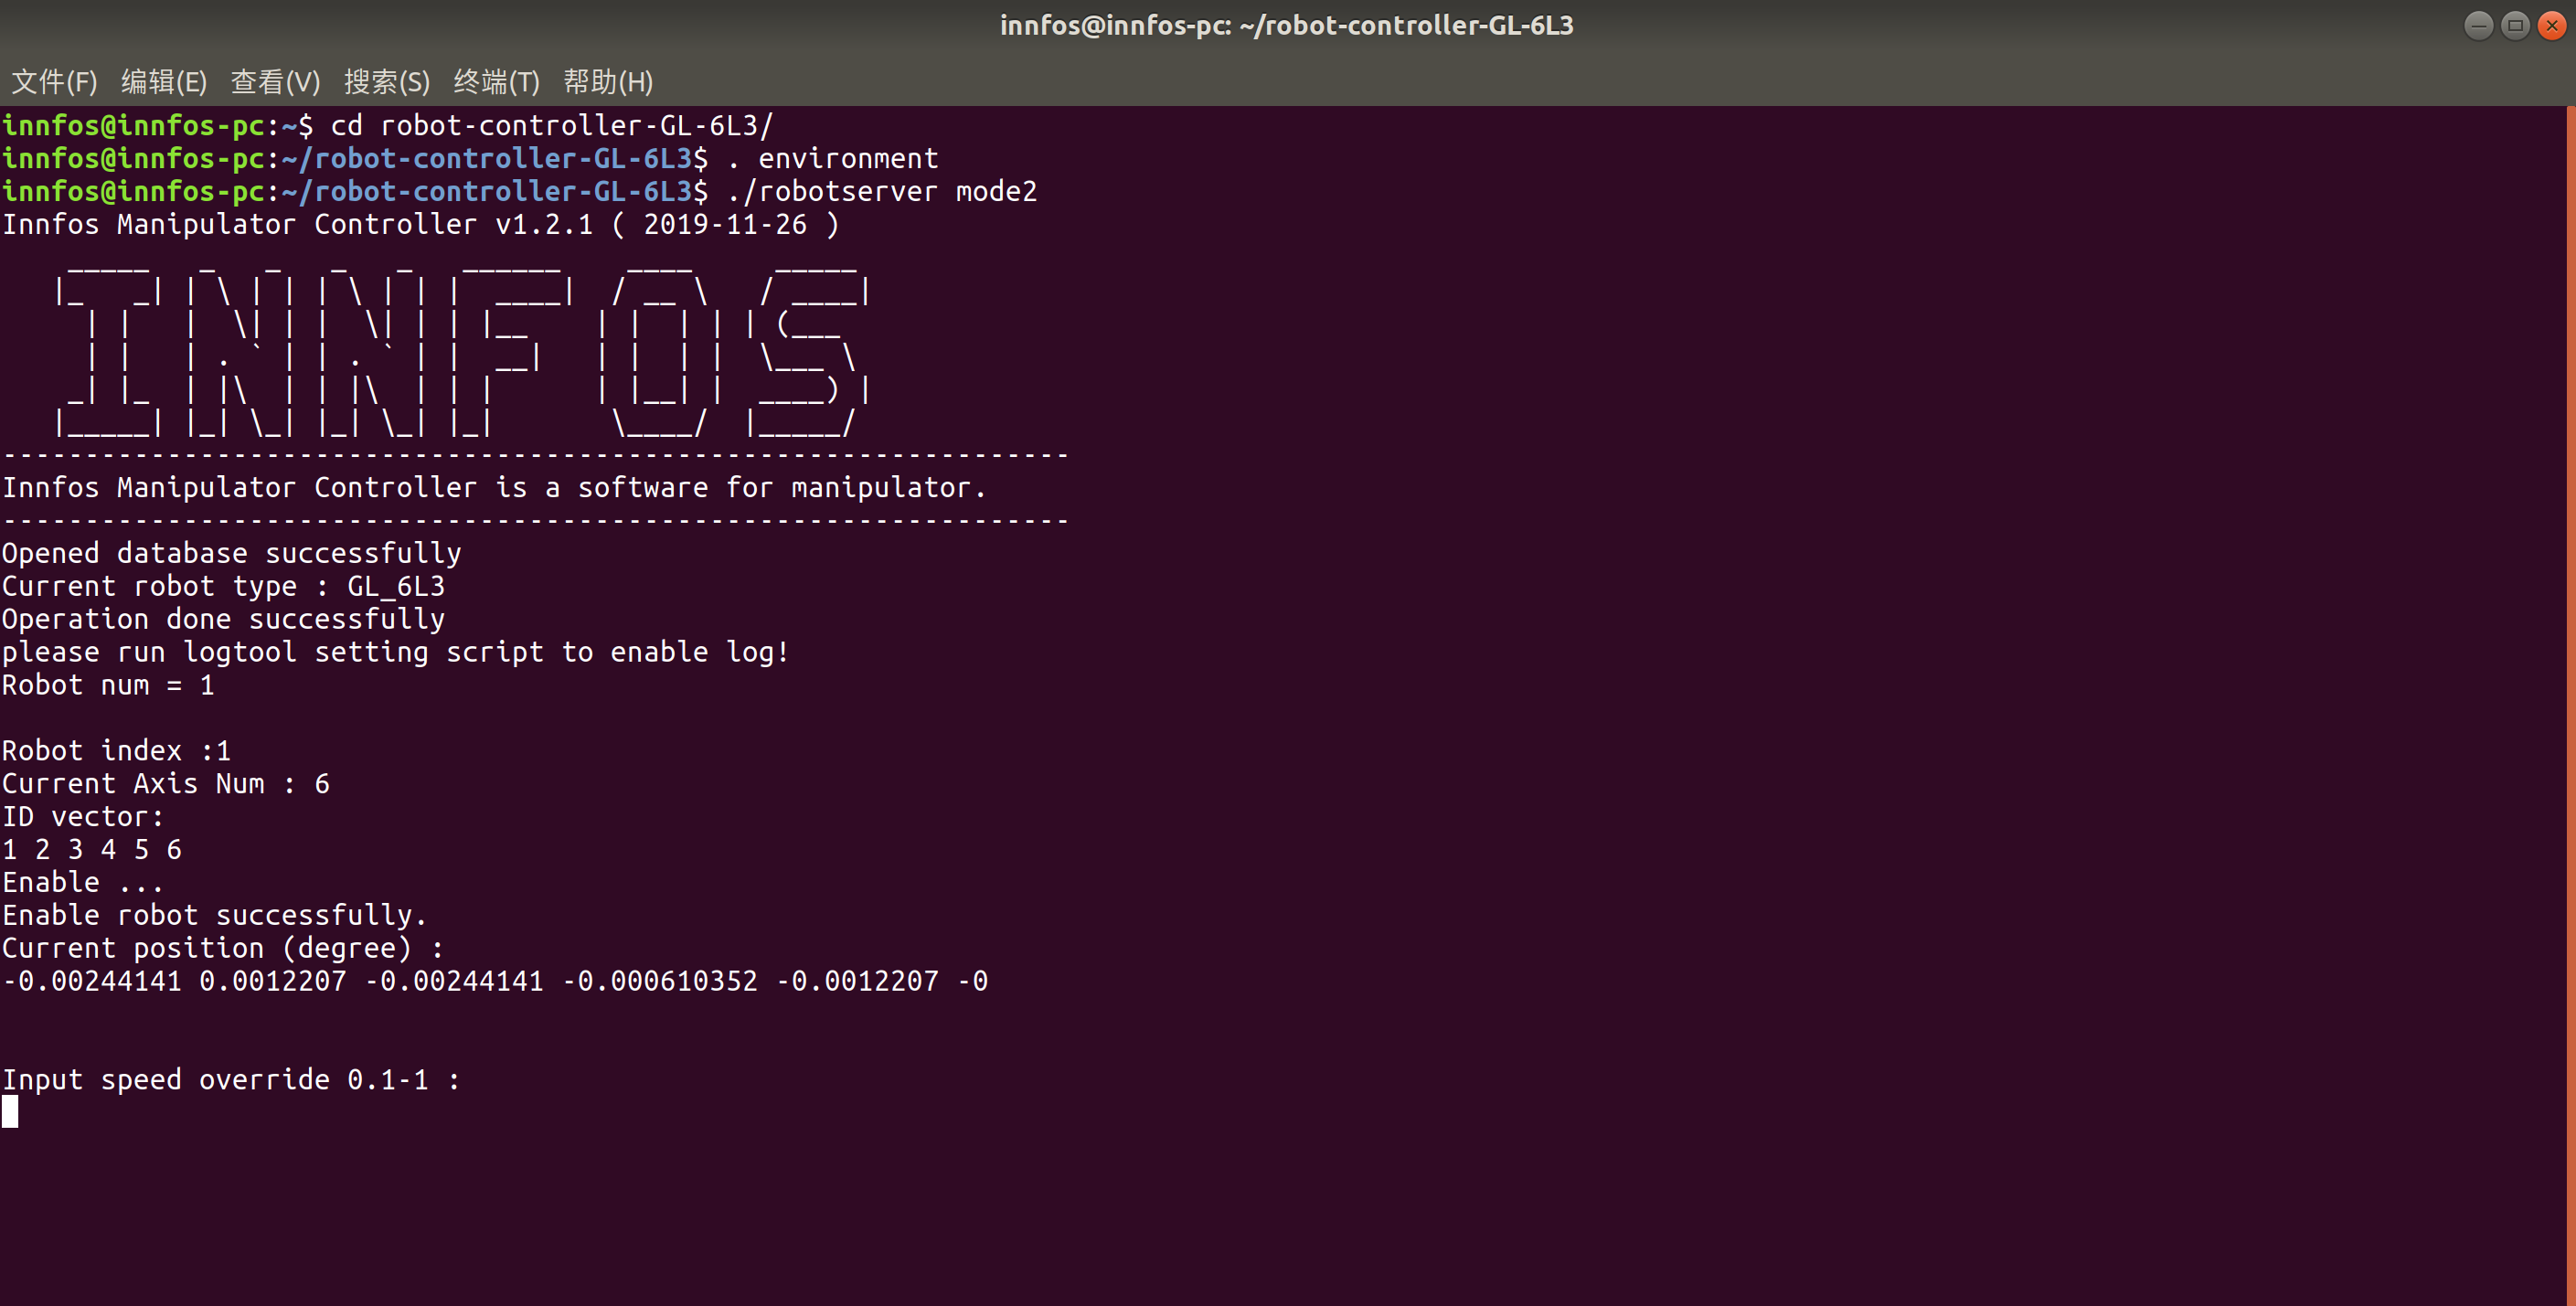 innfos@innfos-pc: ~/robot-controller-GL-6L3
文件(F) 编辑(E) 查看(V) 搜索(S) 终端(T) 帮助(H)
innfos@innfos-pc:~$ cd robot-controller-GL-6L3/
innfos@innfos-pc:~/robot-controller-GL-6L3$ . environment
innfos@innfos-pc:~/robot-controller-GL-6L3$ ./robotserver mode2
Innfos Manipulator Controller v1.2.1 ( 2019-11-26 )
INNFOS
-----------------------------------------------------------------
Innfos Manipulator Controller is a software for manipulator.
-----------------------------------------------------------------
Opened database successfully
Current robot type : GL_6L3
Operation done successfully
please run logtool setting script to enable log!
Robot num = 1
Robot index :1
Current Axis Num : 6
ID vector:
1 2 3 4 5 6
Enable ...
Enable robot successfully.
Current position (degree) :
-0.00244141 0.0012207 -0.00244141 -0.000610352 -0.0012207 -0
Input speed override 0.1-1 :